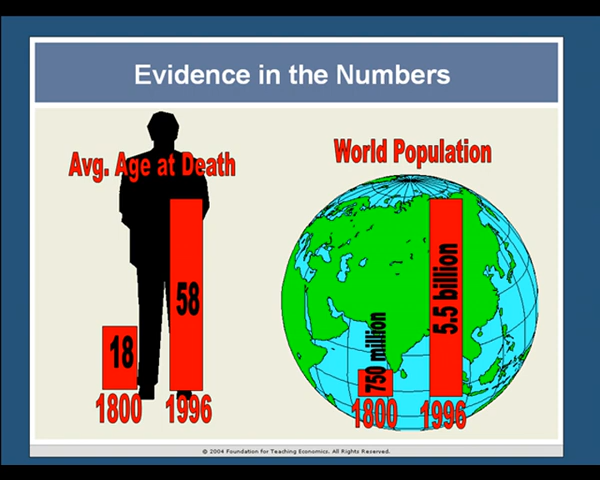 Evidence in the Numbers
Avg. Age at Death
World Population
18
58
750 million
5.5 billion
1800
1996
1800
1996
© 2004 Foundation for Teaching Economics. All Rights Reserved.